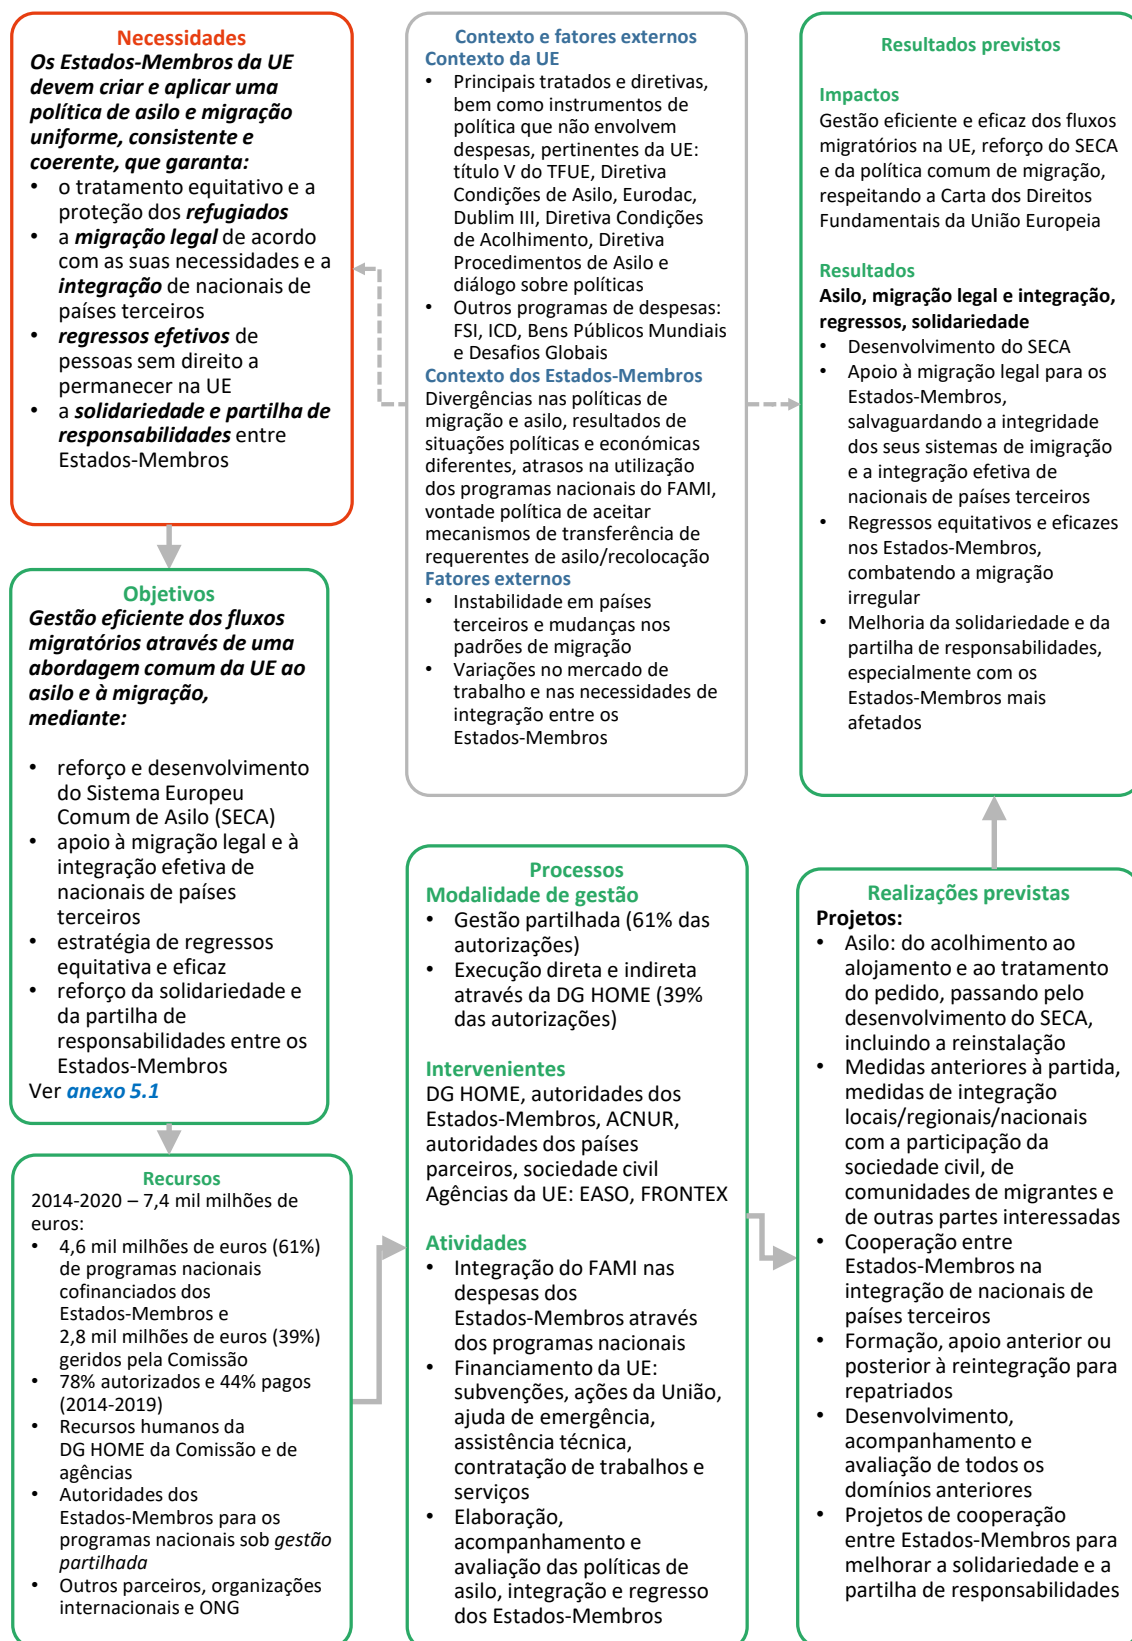 Necessidades
Os Estados-Membros da UE
devem criar e aplicar uma
política de asilo e migração
uniforme, consistente e
coerente, que garanta:
• o tratamento equitativo e a
proteção dos refugiados
• a migração legal de acordo
com as suas necessidades e a
integração de nacionais de
países terceiros
• regressos efetivos de
pessoas sem direito a
permanecer na UE
• a solidariedade e partilha de
responsabilidades entre
Estados-Membros
Objetivos
Gestão eficiente dos fluxos
migratórios através de uma
abordagem comum da UE ao
asilo e à migração,
mediante:
• reforço e desenvolvimento
do Sistema Europeu
Comum de Asilo (SECA)
• apoio à migração legal e à
integração efetiva de
nacionais de países
terceiros
• estratégia de regressos
equitativa e eficaz
• reforço da solidariedade e
da partilha de
responsabilidades entre os
Estados-Membros
Ver anexo 5.1
Recursos
2014-2020 – 7,4 mil milhões de
euros:
• 4,6 mil milhões de euros (61%)
de programas nacionais
cofinanciados dos
Estados-Membros e
2,8 mil milhões de euros (39%)
geridos pela Comissão
• 78% autorizados e 44% pagos
(2014-2019)
• Recursos humanos da
DG HOME da Comissão e de
agências
• Autoridades dos
Estados-Membros para os
programas nacionais sob gestão
partilhada
• Outros parceiros, organizações
internacionais e ONG
Contexto e fatores externos
Contexto da UE
• Principais tratados e diretivas,
bem como instrumentos de
política que não envolvem
despesas, pertinentes da UE:
título V do TFUE, Diretiva
Condições de Asilo, Eurodac,
Dublim III, Diretiva Condições
de Acolhimento, Diretiva
Procedimentos de Asilo e
diálogo sobre políticas
• Outros programas de despesas:
FSI, ICD, Bens Públicos Mundiais
e Desafios Globais
Contexto dos Estados-Membros
Divergências nas políticas de
migração e asilo, resultados de
situações políticas e económicas
diferentes, atrasos na utilização
dos programas nacionais do FAMI,
vontade política de aceitar
mecanismos de transferência de
requerentes de asilo/recolocação
Fatores externos
• Instabilidade em países
terceiros e mudanças nos
padrões de migração
• Variações no mercado de
trabalho e nas necessidades de
integração entre os
Estados-Membros
Processos
Modalidade de gestão
• Gestão partilhada (61% das
autorizações)
• Execução direta e indireta
através da DG HOME (39%
das autorizações)
Intervenientes
DG HOME, autoridades dos
Estados-Membros, ACNUR,
autoridades dos países
parceiros, sociedade civil
Agências da UE: EASO, FRONTEX
Atividades
• Integração do FAMI nas
despesas dos
Estados-Membros através
dos programas nacionais
• Financiamento da UE:
subvenções, ações da União,
ajuda de emergência,
assistência técnica,
contratação de trabalhos e
serviços
• Elaboração,
acompanhamento e
avaliação das políticas de
asilo, integração e regresso
dos Estados-Membros
Resultados previstos
Impactos
Gestão eficiente e eficaz dos fluxos
migratórios na UE, reforço do SECA
e da política comum de migração,
respeitando a Carta dos Direitos
Fundamentais da União Europeia
Resultados
Asilo, migração legal e integração,
regressos, solidariedade
• Desenvolvimento do SECA
• Apoio à migração legal para os
Estados-Membros,
salvaguardando a integridade
dos seus sistemas de imigração
e a integração efetiva de
nacionais de países terceiros
• Regressos equitativos e eficazes
nos Estados-Membros,
combatendo a migração
irregular
• Melhoria da solidariedade e da
partilha de responsabilidades,
especialmente com os
Estados-Membros mais
afetados
Realizações previstas
Projetos:
• Asilo: do acolhimento ao
alojamento e ao tratamento
do pedido, passando pelo
desenvolvimento do SECA,
incluindo a reinstalação
• Medidas anteriores à partida,
medidas de integração
locais/regionais/nacionais
com a participação da
sociedade civil, de
comunidades de migrantes e
de outras partes interessadas
• Cooperação entre
Estados-Membros na
integração de nacionais de
países terceiros
• Formação, apoio anterior ou
posterior à reintegração para
repatriados
• Desenvolvimento,
acompanhamento e
avaliação de todos os
domínios anteriores
• Projetos de cooperação
entre Estados-Membros para
melhorar a solidariedade e a
partilha de responsabilidades